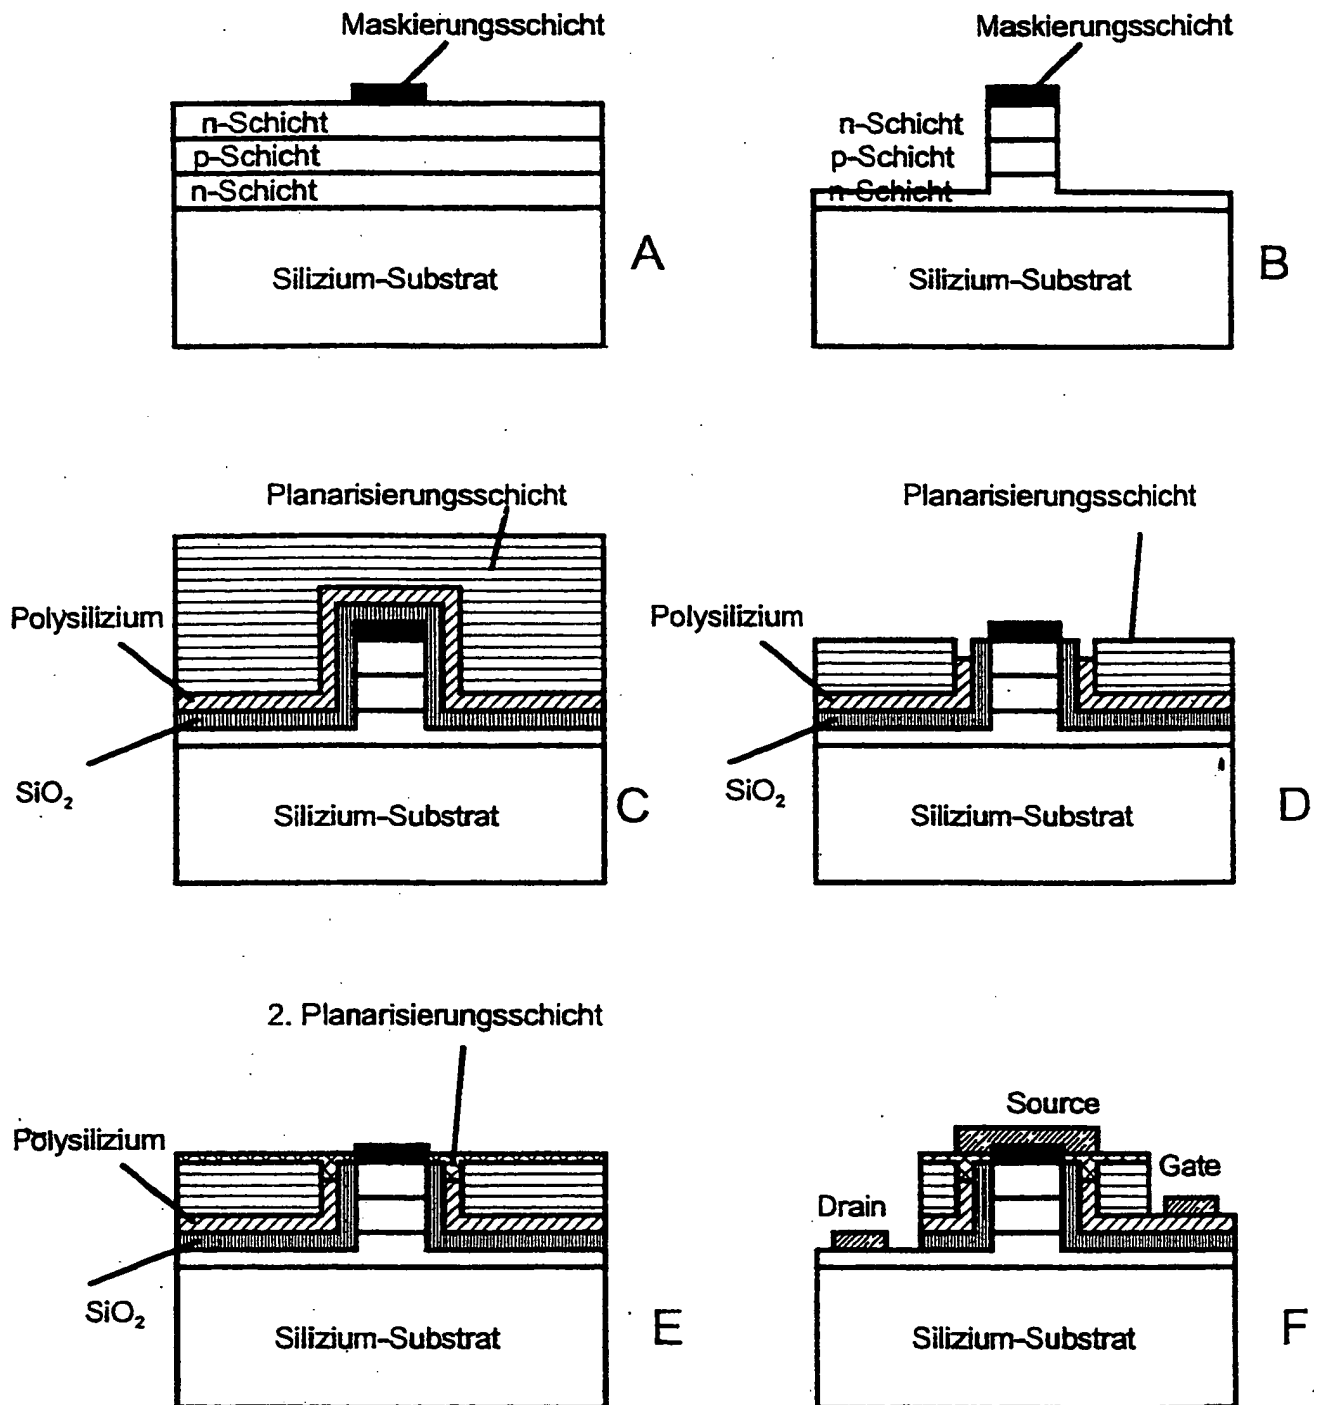 Maskierungsschicht
n-Schicht
p-Schicht
n-Schicht
Silizium-Substrat
A
Maskierungsschicht
n-Schicht
p-Schicht
n-Schicht
Silizium-Substrat
B
Planarisierungsschicht
Polysilizium
SiO₂
Silizium-Substrat
C
Planarisierungsschicht
Polysilizium
SiO₂
Silizium-Substrat
D
2. Planarisierungsschicht
Polysilizium
SiO₂
Silizium-Substrat
E
Source
Gate
Drain
Silizium-Substrat
F